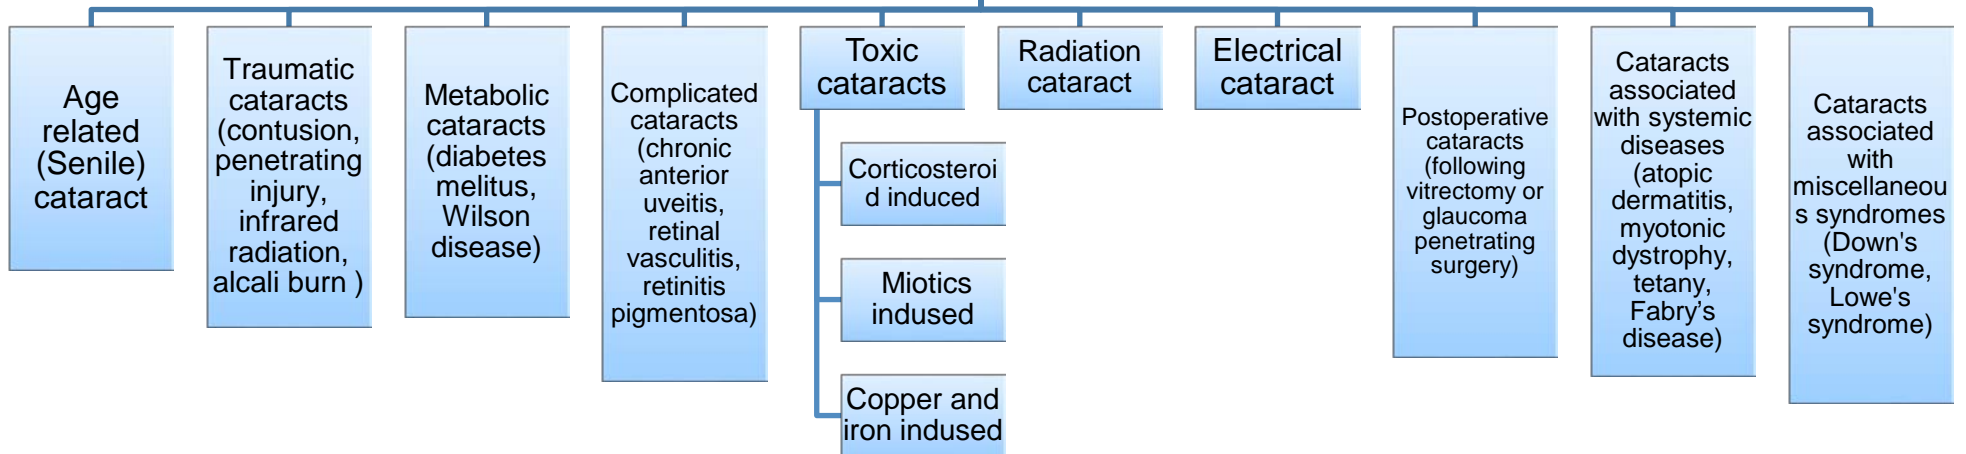 Age
related
(Senile)
cataract
Traumatic
cataracts
(contusion,
penetrating
injury,
infrared
radiation,
alcali burn )
Metabolic
cataracts
(diabetes
melitus,
Wilson
disease)
Complicated
cataracts
(chronic
anterior
uveitis,
retinal
vasculitis,
retinitis
pigmentosa)
Toxic
cataracts
Corticosteroi
d induced
Miotics
indused
Copper and
iron indused
Radiation
cataract
Electrical
cataract
Postoperative
cataracts
(following
vitrectomy or
glaucoma
penetrating
surgery)
Cataracts
associated
with systemic
diseases
(atopic
dermatitis,
myotonic
dystrophy,
tetany,
Fabry’s
disease)
Cataracts
associated
with
miscellaneou
s syndromes
(Down's
syndrome,
Lowe's
syndrome)